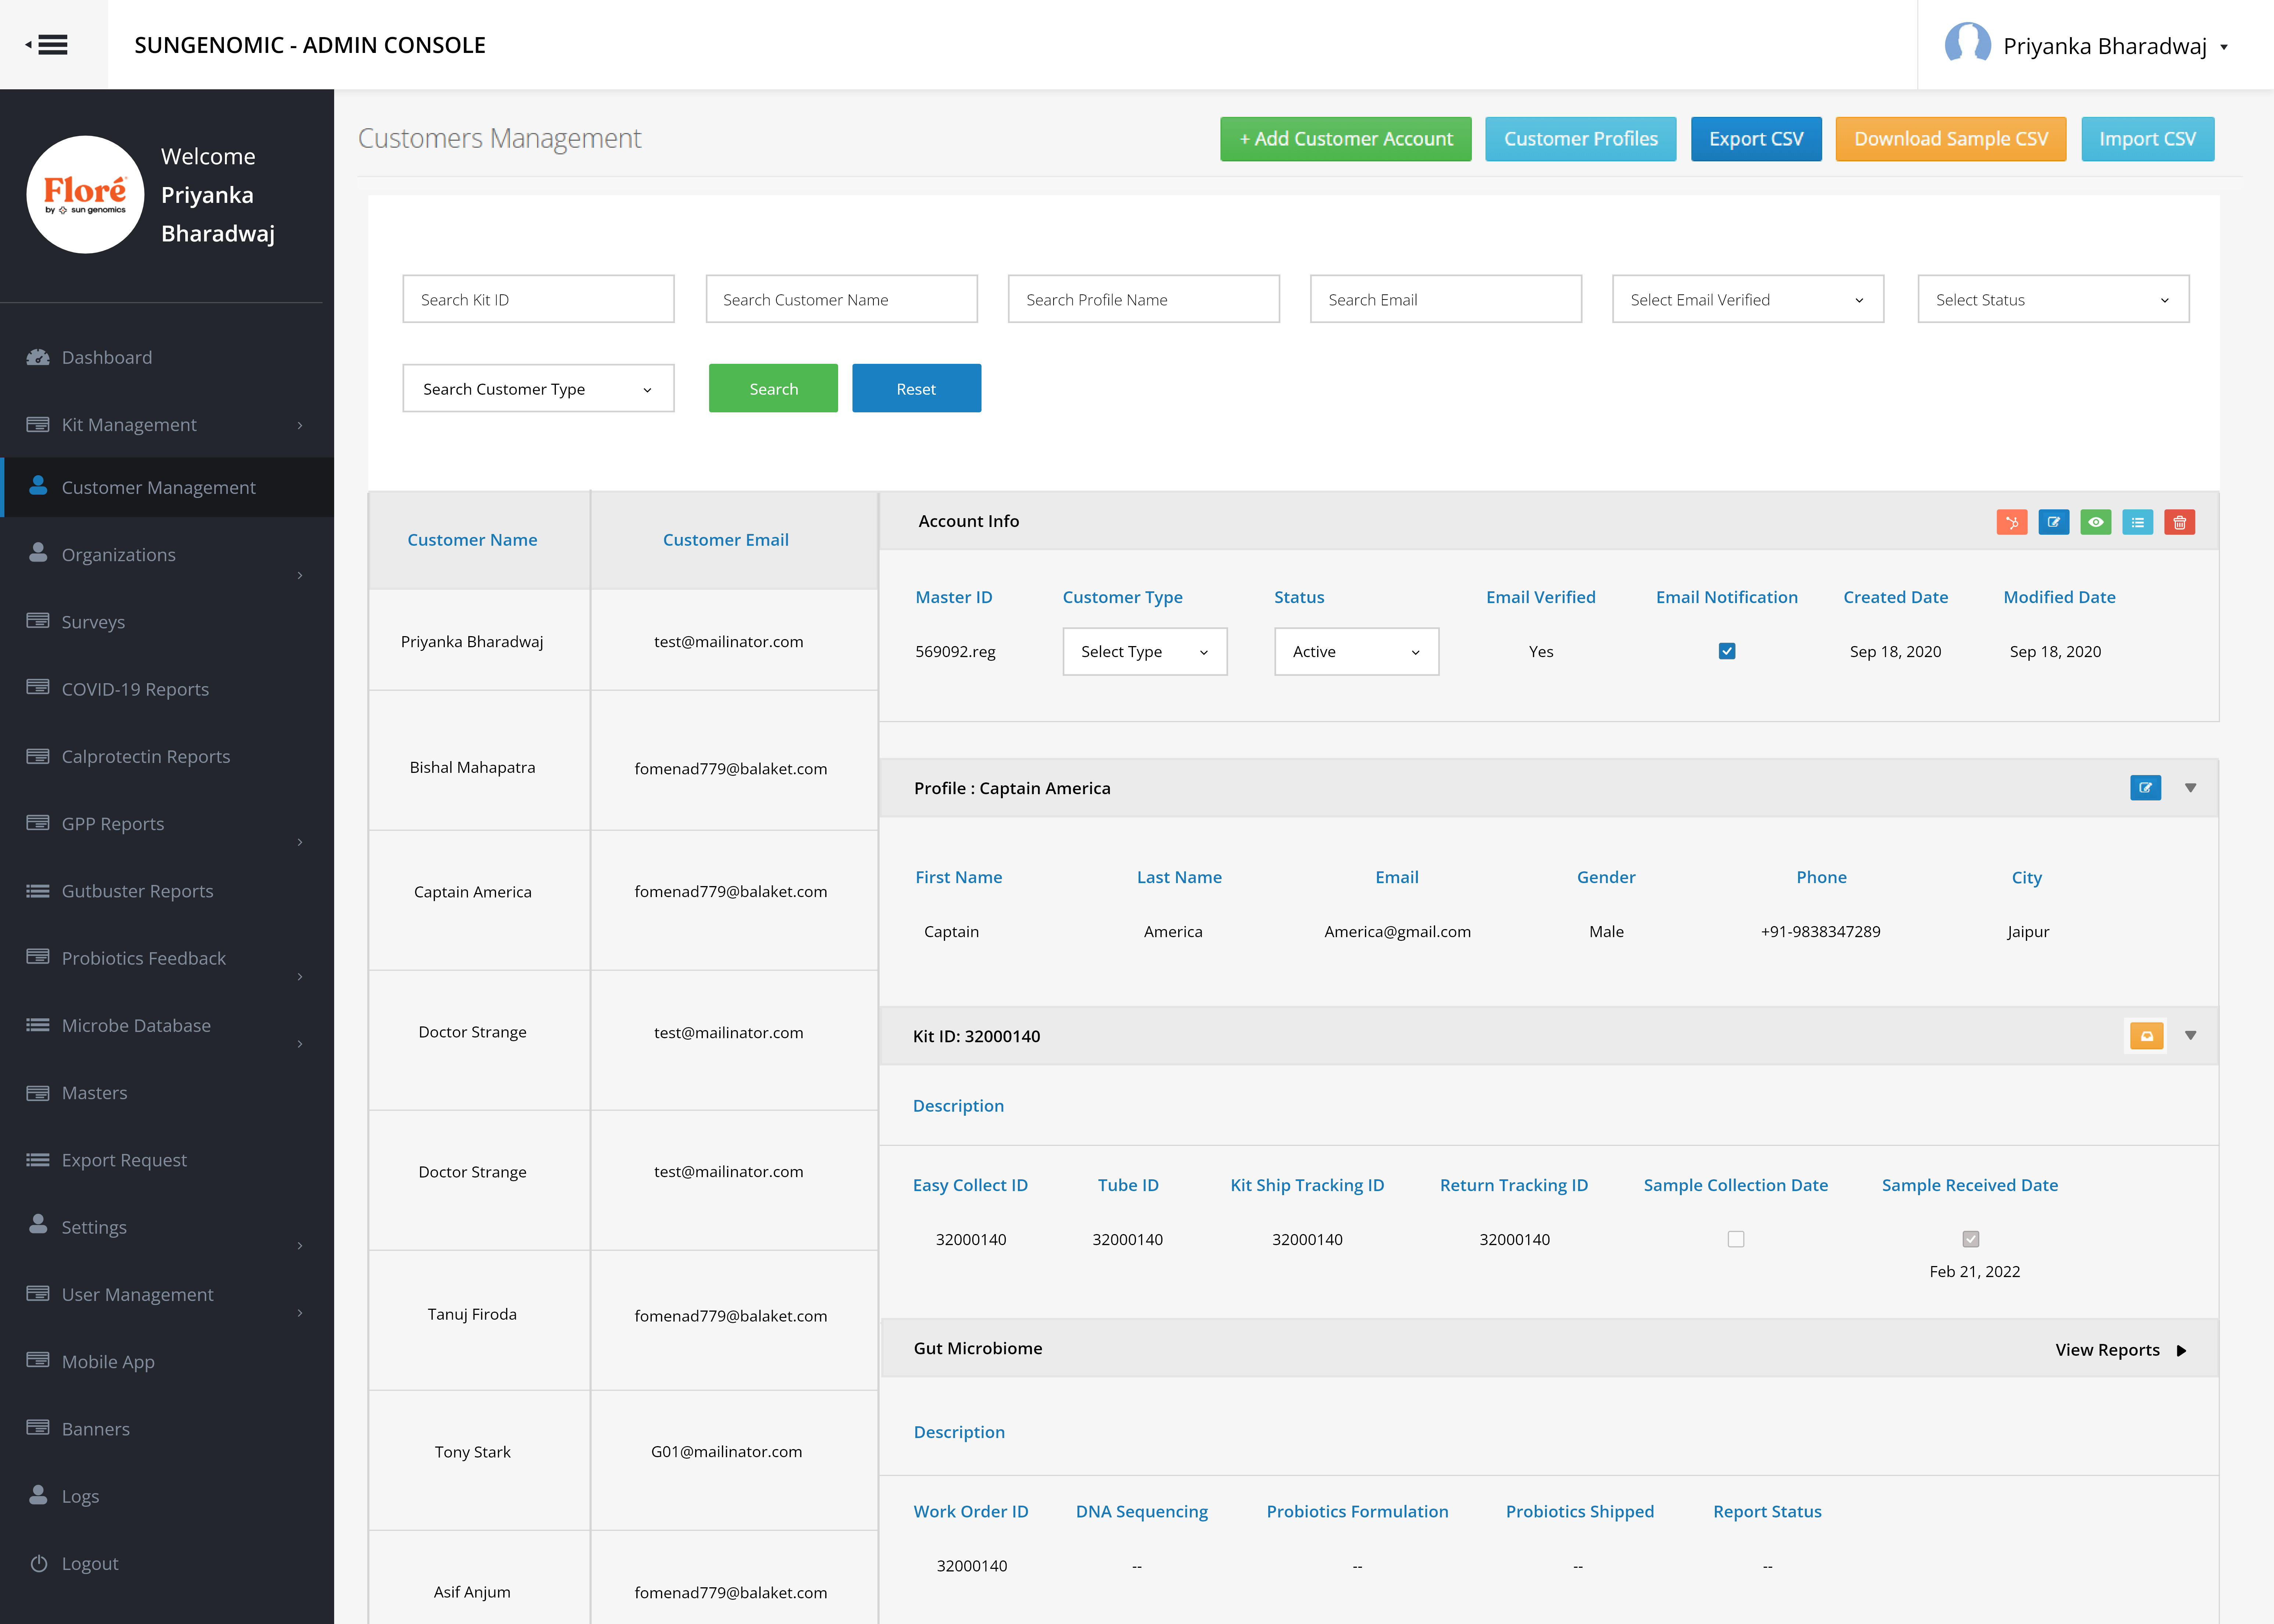 SUNGENOMIC - ADMIN CONSOLE
Priyanka Bharadwaj
Floré
by sun genomics
Welcome
Priyanka
Bharadwaj
Dashboard
Kit Management
Customer Management
Organizations
Surveys
COVID-19 Reports
Calprotectin Reports
GPP Reports
Gutbuster Reports
Probiotics Feedback
Microbe Database
Masters
Export Request
Settings
User Management
Mobile App
Banners
Logs
Logout
Customers Management
+ Add Customer Account
Customer Profiles
Export CSV
Download Sample CSV
Import CSV
Search Kit ID
Search Customer Name
Search Profile Name
Search Email
Select Email Verified
Select Status
Search Customer Type
Search
Reset
Customer Name Customer Email
Priyanka Bharadwaj test@mailinator.com
Bishal Mahapatra fomenad779@balaket.com
Captain America fomenad779@balaket.com
Doctor Strange test@mailinator.com
Doctor Strange test@mailinator.com
Tanuj Firoda fomenad779@balaket.com
Tony Stark G01@mailinator.com
Asif Anjum fomenad779@balaket.com
Account Info
Master ID Customer Type Status Email Verified Email Notification Created Date Modified Date
569092.reg Select Type Active Yes Sep 18, 2020 Sep 18, 2020
Profile : Captain America
First Name Last Name Email Gender Phone City
Captain America America@gmail.com Male +91-9838347289 Jaipur
Kit ID: 32000140
Description
Easy Collect ID Tube ID Kit Ship Tracking ID Return Tracking ID Sample Collection Date Sample Received Date
32000140 32000140 32000140 32000140
Feb 21, 2022
Gut Microbiome View Reports
Description
Work Order ID DNA Sequencing Probiotics Formulation Probiotics Shipped Report Status
32000140 -- -- -- --